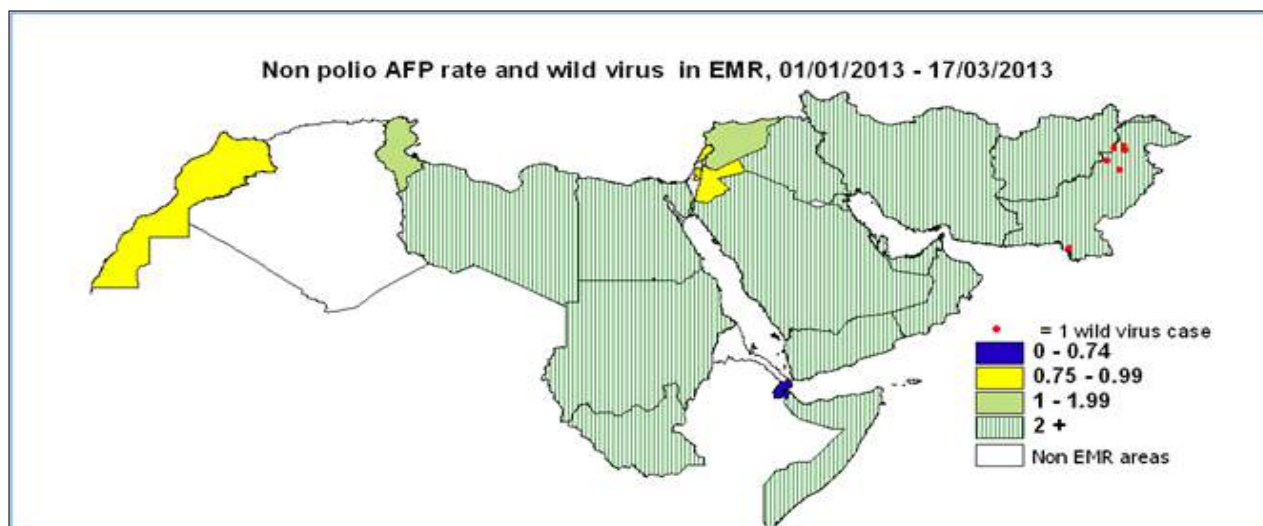 Non polio AFP rate and wild virus in EMR, 01/01/2013 - 17/03/2013
= 1 wild virus case
0 - 0.74
0.75 - 0.99
1 - 1.99
2 +
Non EMR areas